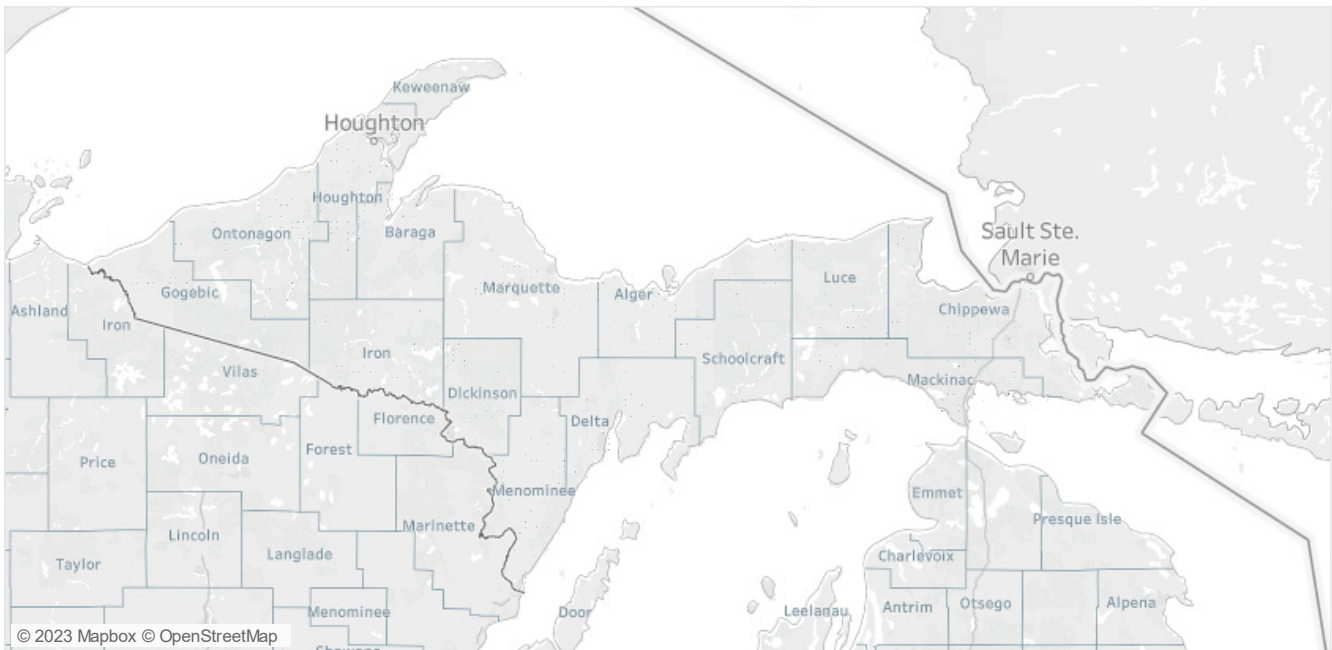 Keweenaw
Houghton
Houghton
Ontonagon
Baraga
Sault Ste.
Marie
Gogebic
Marquette
Alger
Luce
Chippewa
Ashland
Iron
Iron
Schoolcraft
Vilas
Dickinson
Mackinac
Florence
Delta
Forest
Oneida
Price
Menominee
Emmet
Marinette
Presque Isle
Lincoln
Langlade
Charlevoix
Taylor
Menominee
Door
Leelanau
Antrim
Otsego
Alpena
© 2023 Mapbox © OpenStreetMap